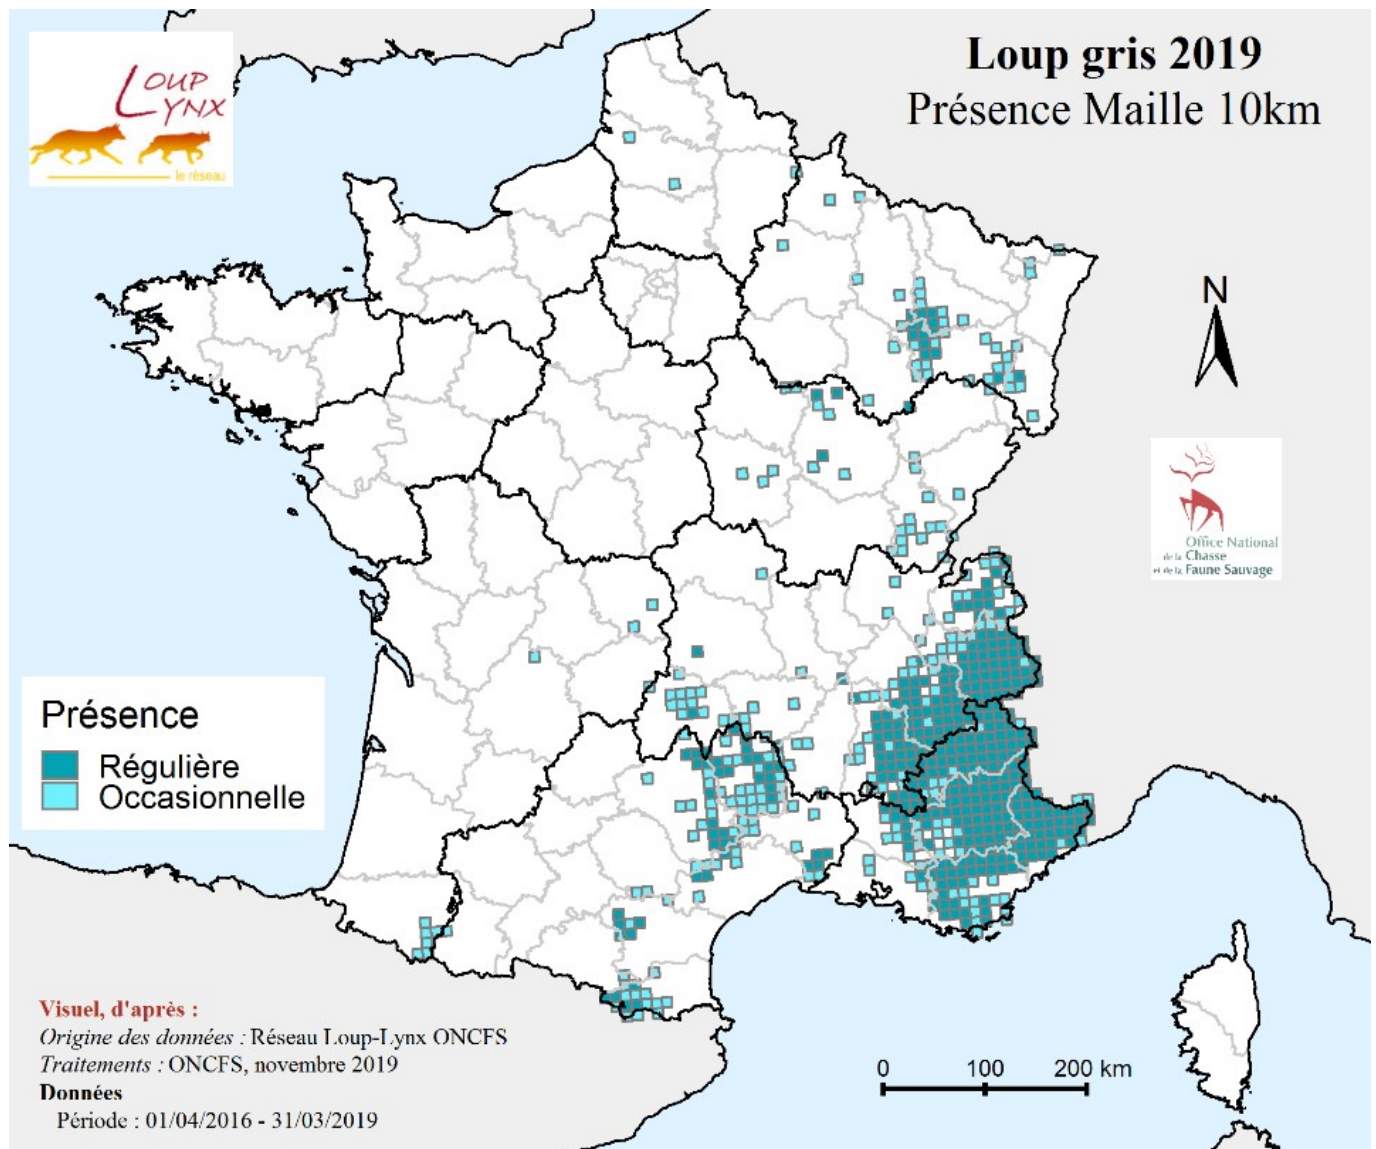 LOUP
LYNX
le réseau
Loup gris 2019
Présence Maille 10km
N
Office National
de la Chasse
et de la Faune Sauvage
Présence
Régulière
Occasionnelle
Visuel, d'après :
Origine des données : Réseau Loup-Lynx ONCFS
Traitements : ONCFS, novembre 2019
Données
Période : 01/04/2016 - 31/03/2019
0 100 200 km